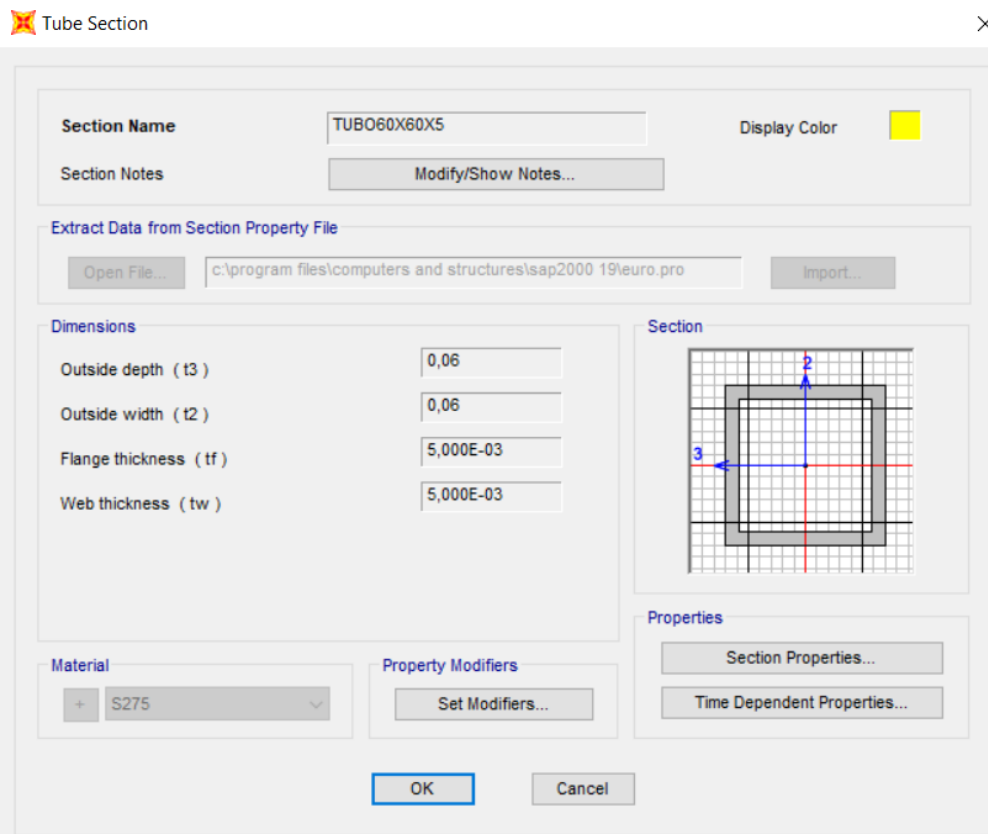 Tube Section
Section Name
TUBO60X60X5
Display Color
Section Notes
Modify/Show Notes...
Extract Data from Section Property File
Open File...
c:\program files\computers and structures\sap2000 19\euro.pro
Import...
Dimensions
Outside depth ( t3 )
0,06
Outside width ( t2 )
0,06
Flange thickness ( tf )
5,000E-03
Web thickness ( tw )
5,000E-03
Section
2
3
Properties
Section Properties...
Time Dependent Properties...
Material
+
S275
Property Modifiers
Set Modifiers...
OK
Cancel